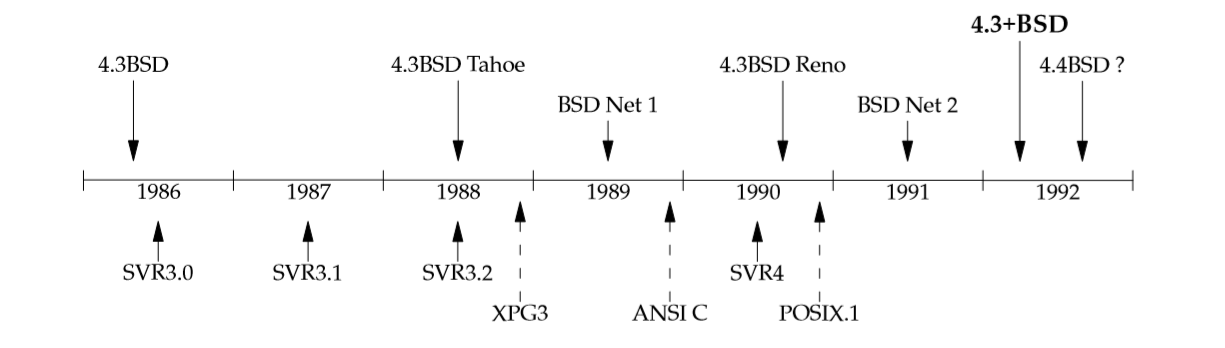 4.3+BSD
4.3BSD
4.3BSD Tahoe
4.3BSD Reno
4.4BSD ?
BSD Net 1
BSD Net 2
1986
1987
1988
1989
1990
1991
1992
SVR3.0
SVR3.1
SVR3.2
SVR4
XPG3
ANSI C
POSIX.1